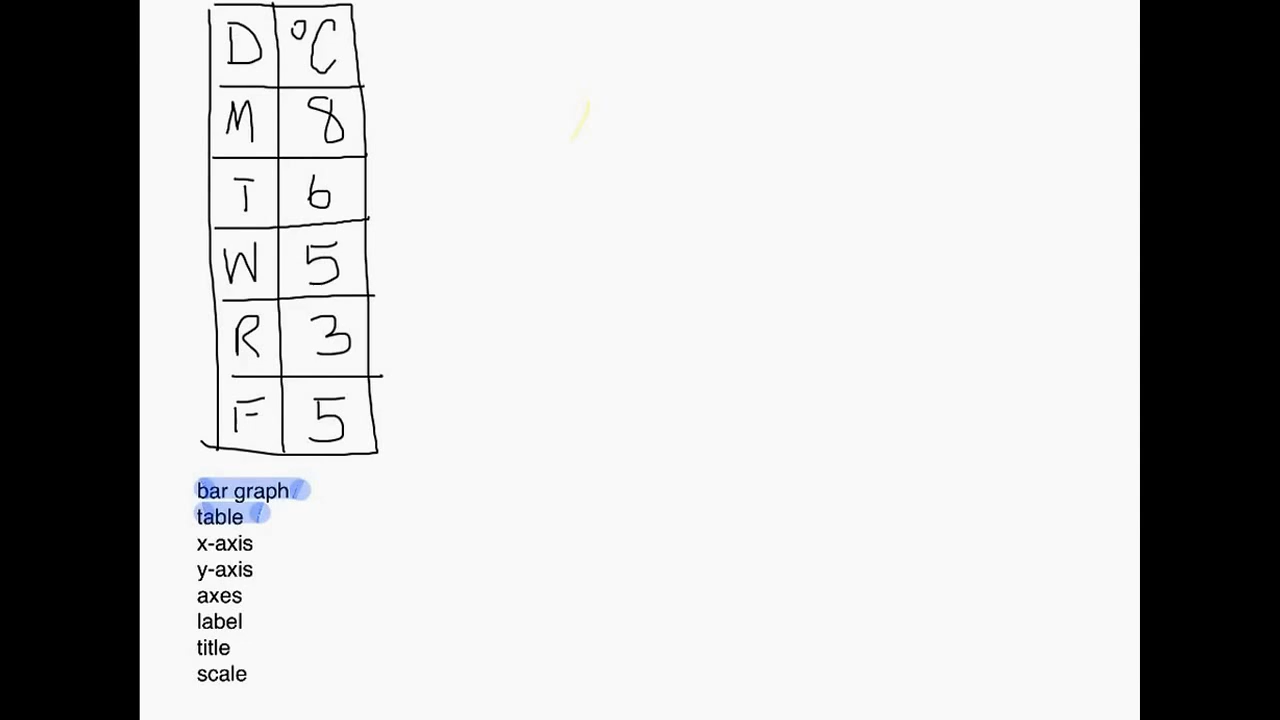 D °C
M 8
T 6
W 5
R 3
F 5
bar graph
table
x-axis
y-axis
axes
label
title
scale